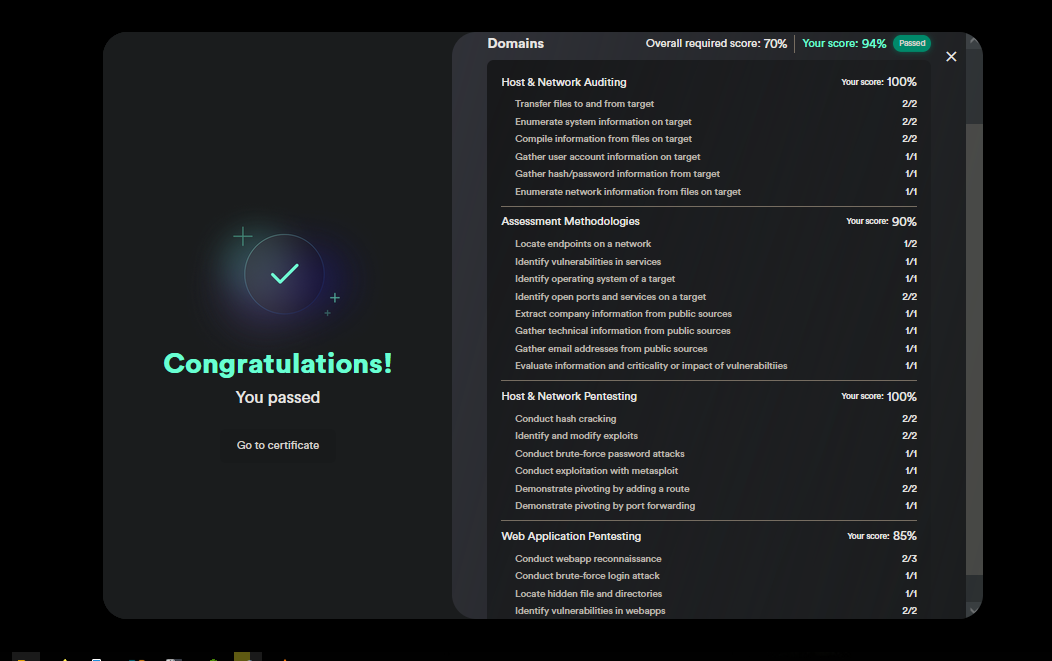 Domains Overall required score: 70% Your score: 94% Passed
Host & Network Auditing Your score: 100%
Transfer files to and from target 2/2
Enumerate system information on target 2/2
Compile information from files on target 2/2
Gather user account information on target 1/1
Gather hash/password information from target 1/1
Enumerate network information from files on target 1/1
Assessment Methodologies Your score: 90%
Locate endpoints on a network 1/2
Identify vulnerabilities in services 1/1
Identify operating system of a target 1/1
Identify open ports and services on a target 2/2
Extract company information from public sources 1/1
Gather technical information from public sources 1/1
Gather email addresses from public sources 1/1
Evaluate information and criticality or impact of vulnerabiltiies 1/1
Host & Network Pentesting Your score: 100%
Conduct hash cracking 2/2
Identify and modify exploits 2/2
Conduct brute-force password attacks 1/1
Conduct exploitation with metasploit 1/1
Demonstrate pivoting by adding a route 2/2
Demonstrate pivoting by port forwarding 1/1
Web Application Pentesting Your score: 85%
Conduct webapp reconnaissance 2/3
Conduct brute-force login attack 1/1
Locate hidden file and directories 1/1
Identify vulnerabilities in webapps 2/2
Congratulations!
You passed
Go to certificate